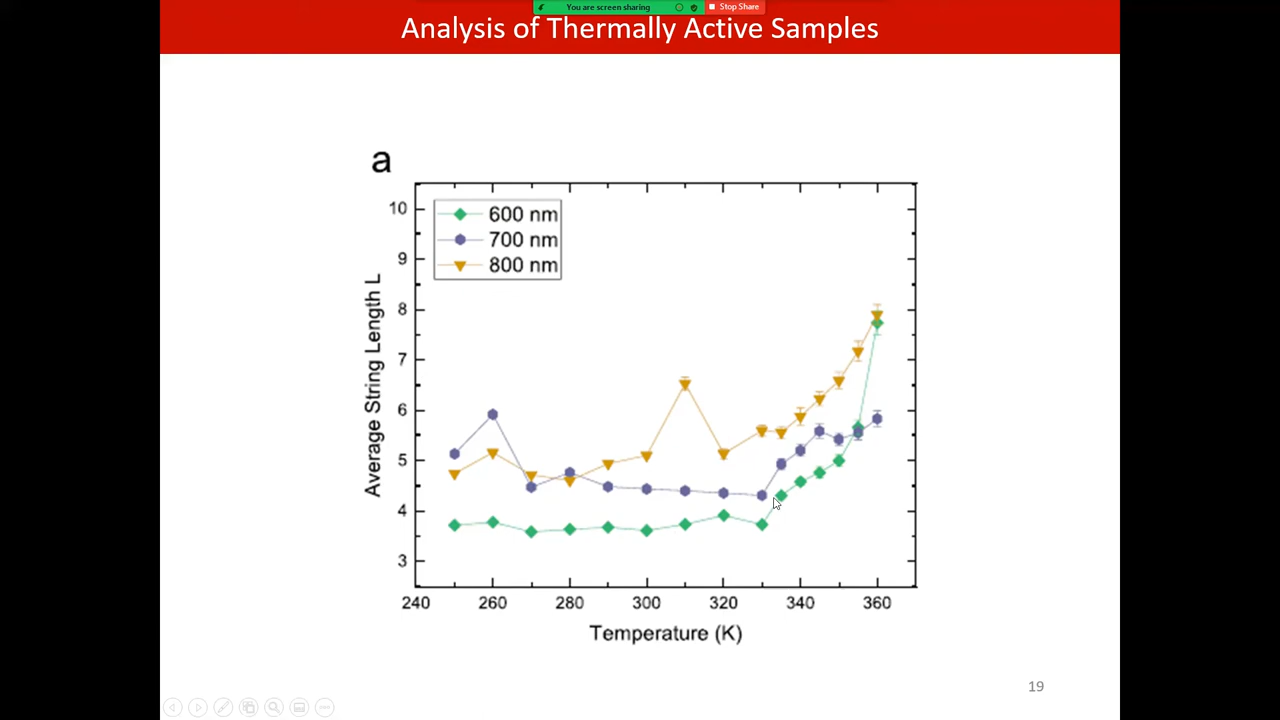 You are screen sharing
Stop Share
Analysis of Thermally Active Samples
a
600 nm
700 nm
800 nm
10
9
8
7
6
5
4
3
Average String Length L
240 260 280 300 320 340 360
Temperature (K)
19